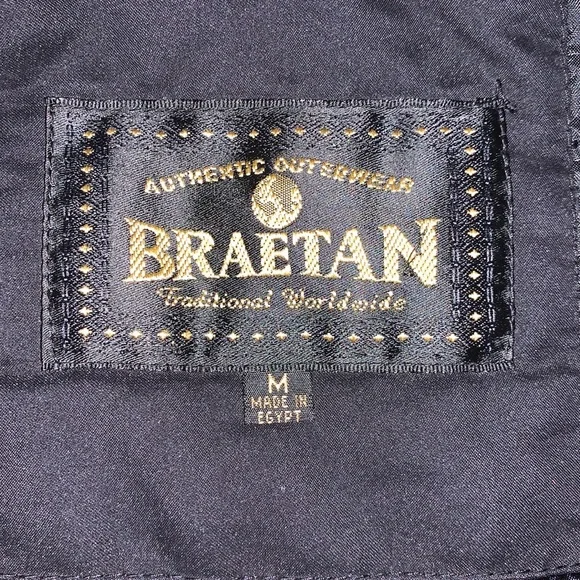 AUTHENTIC OUTERWEAR
BRAETAN
Traditional Worldwide
M
MADE IN
EGYPT